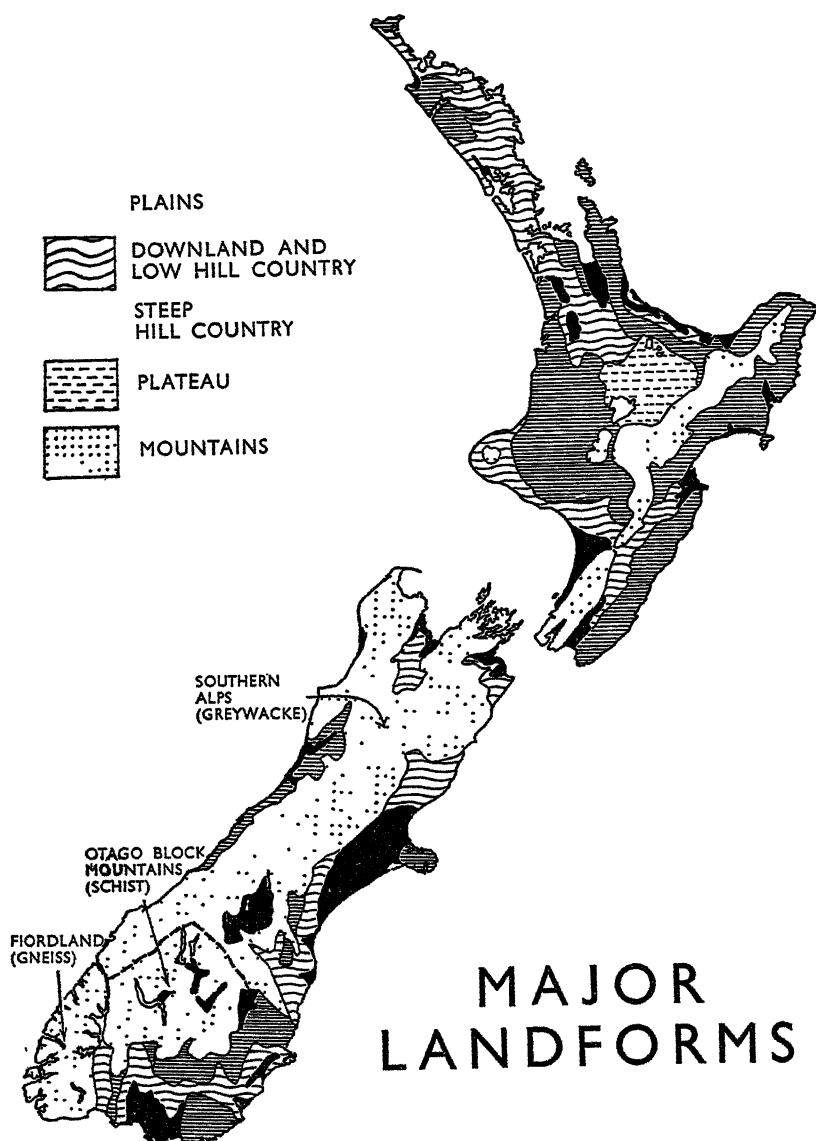 PLAINS
DOWNLAND AND
LOW HILL COUNTRY
STEEP
HILL COUNTRY
PLATEAU
MOUNTAINS
SOUTHERN
ALPS
(GREYWACKE)
OTAGO BLOCK
MOUNTAINS
(SCHIST)
FIORDLAND
(GNEISS)
MAJOR
LANDFORMS